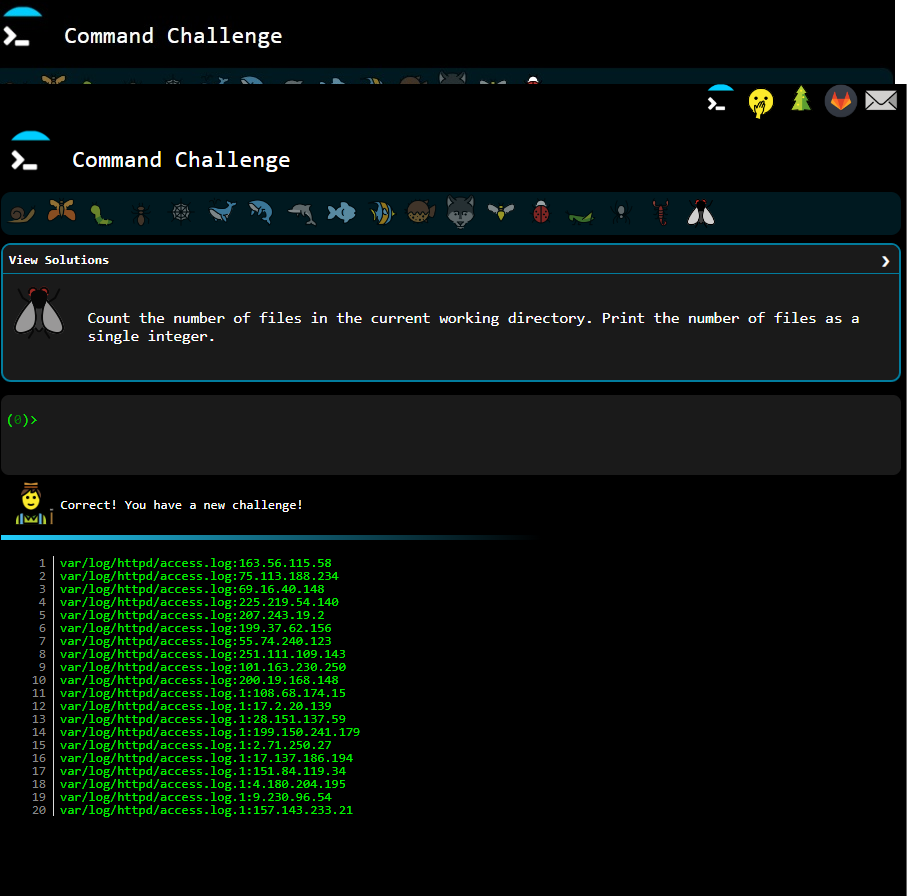 Command Challenge
Command Challenge
View Solutions
Count the number of files in the current working directory. Print the number of files as a
single integer.
(0)>
Correct! You have a new challenge!
1 var/log/httpd/access.log:163.56.115.58
2 var/log/httpd/access.log:75.113.188.234
3 var/log/httpd/access.log:69.16.40.148
4 var/log/httpd/access.log:225.219.54.140
5 var/log/httpd/access.log:207.243.19.2
6 var/log/httpd/access.log:199.37.62.156
7 var/log/httpd/access.log:55.74.240.123
8 var/log/httpd/access.log:251.111.109.143
9 var/log/httpd/access.log:101.163.230.250
10 var/log/httpd/access.log:200.19.168.148
11 var/log/httpd/access.log.1:108.68.174.15
12 var/log/httpd/access.log.1:17.2.20.139
13 var/log/httpd/access.log.1:28.151.137.59
14 var/log/httpd/access.log.1:199.150.241.179
15 var/log/httpd/access.log.1:2.71.250.27
16 var/log/httpd/access.log.1:17.137.186.194
17 var/log/httpd/access.log.1:151.84.119.34
18 var/log/httpd/access.log.1:4.180.204.195
19 var/log/httpd/access.log.1:9.230.96.54
20 var/log/httpd/access.log.1:157.143.233.21